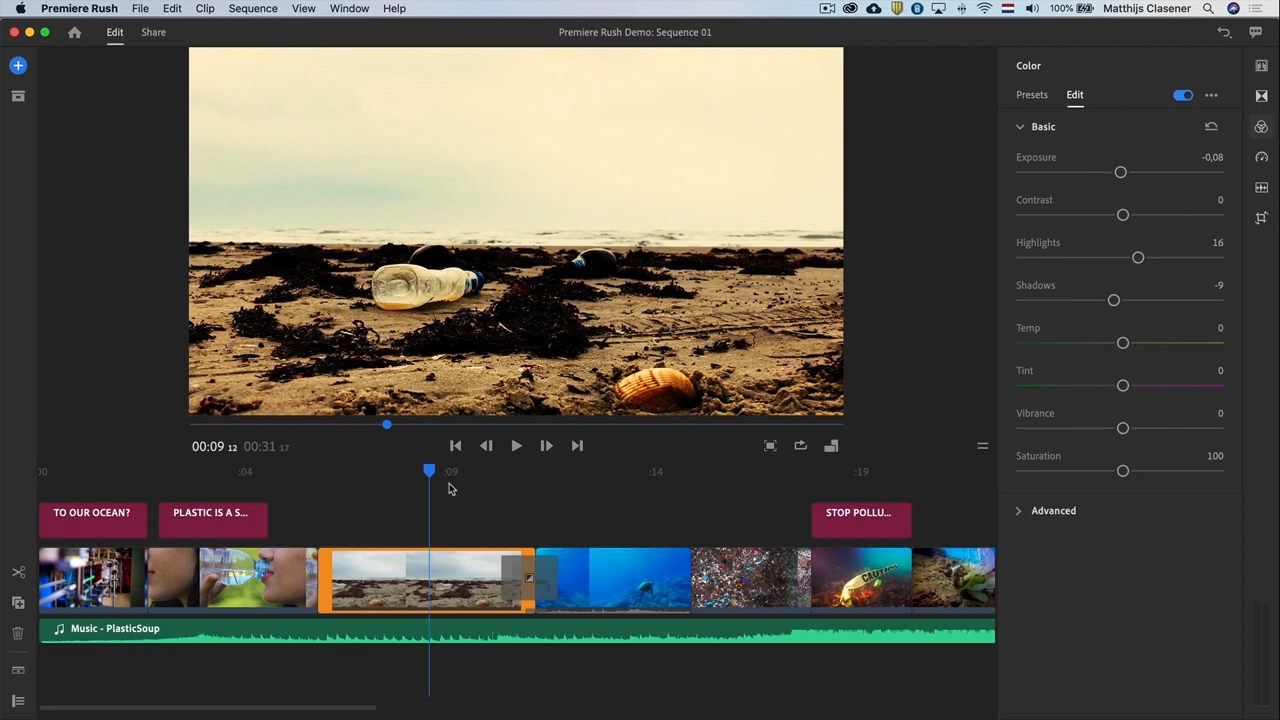 Premiere Rush File Edit Clip Sequence View Window Help 100% Matthijs Clasener
Edit Share Premiere Rush Demo: Sequence 01
Color
Presets Edit
Basic
Exposure -0,08
Contrast 0
Highlights 16
Shadows -9
Temp 0
Tint 0
Vibrance 0
Saturation 100
Advanced
00:09 12 00:31 17
00 :04 :09 :14 :19
TO OUR OCEAN? PLASTIC IS A S... STOP POLLU...
Music - PlasticSoup